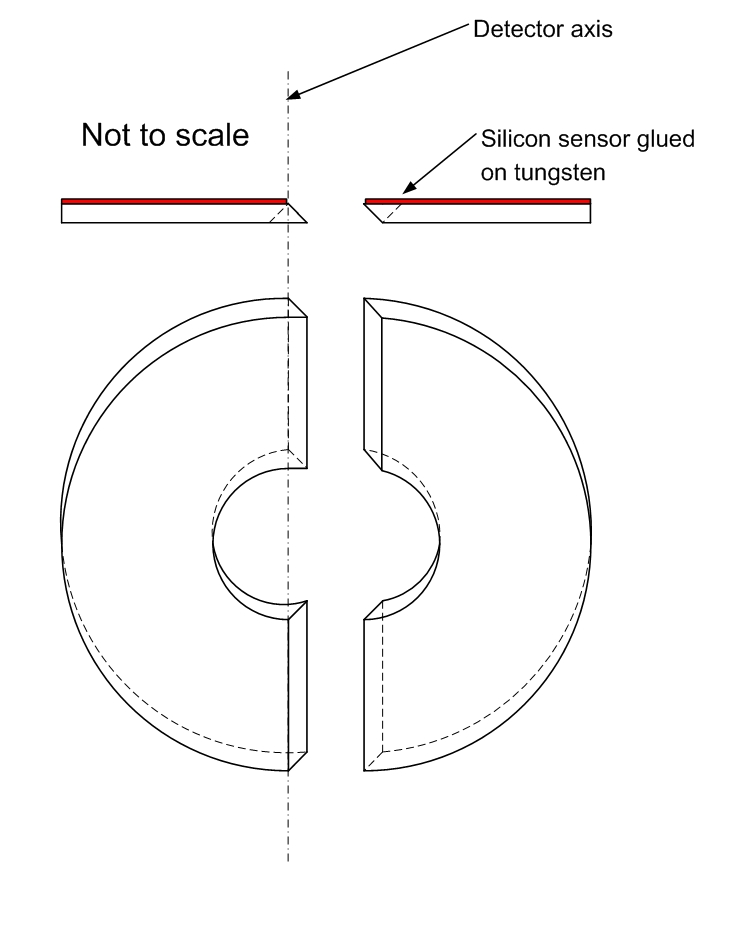 Detector axis
Not to scale
Silicon sensor glued
on tungsten